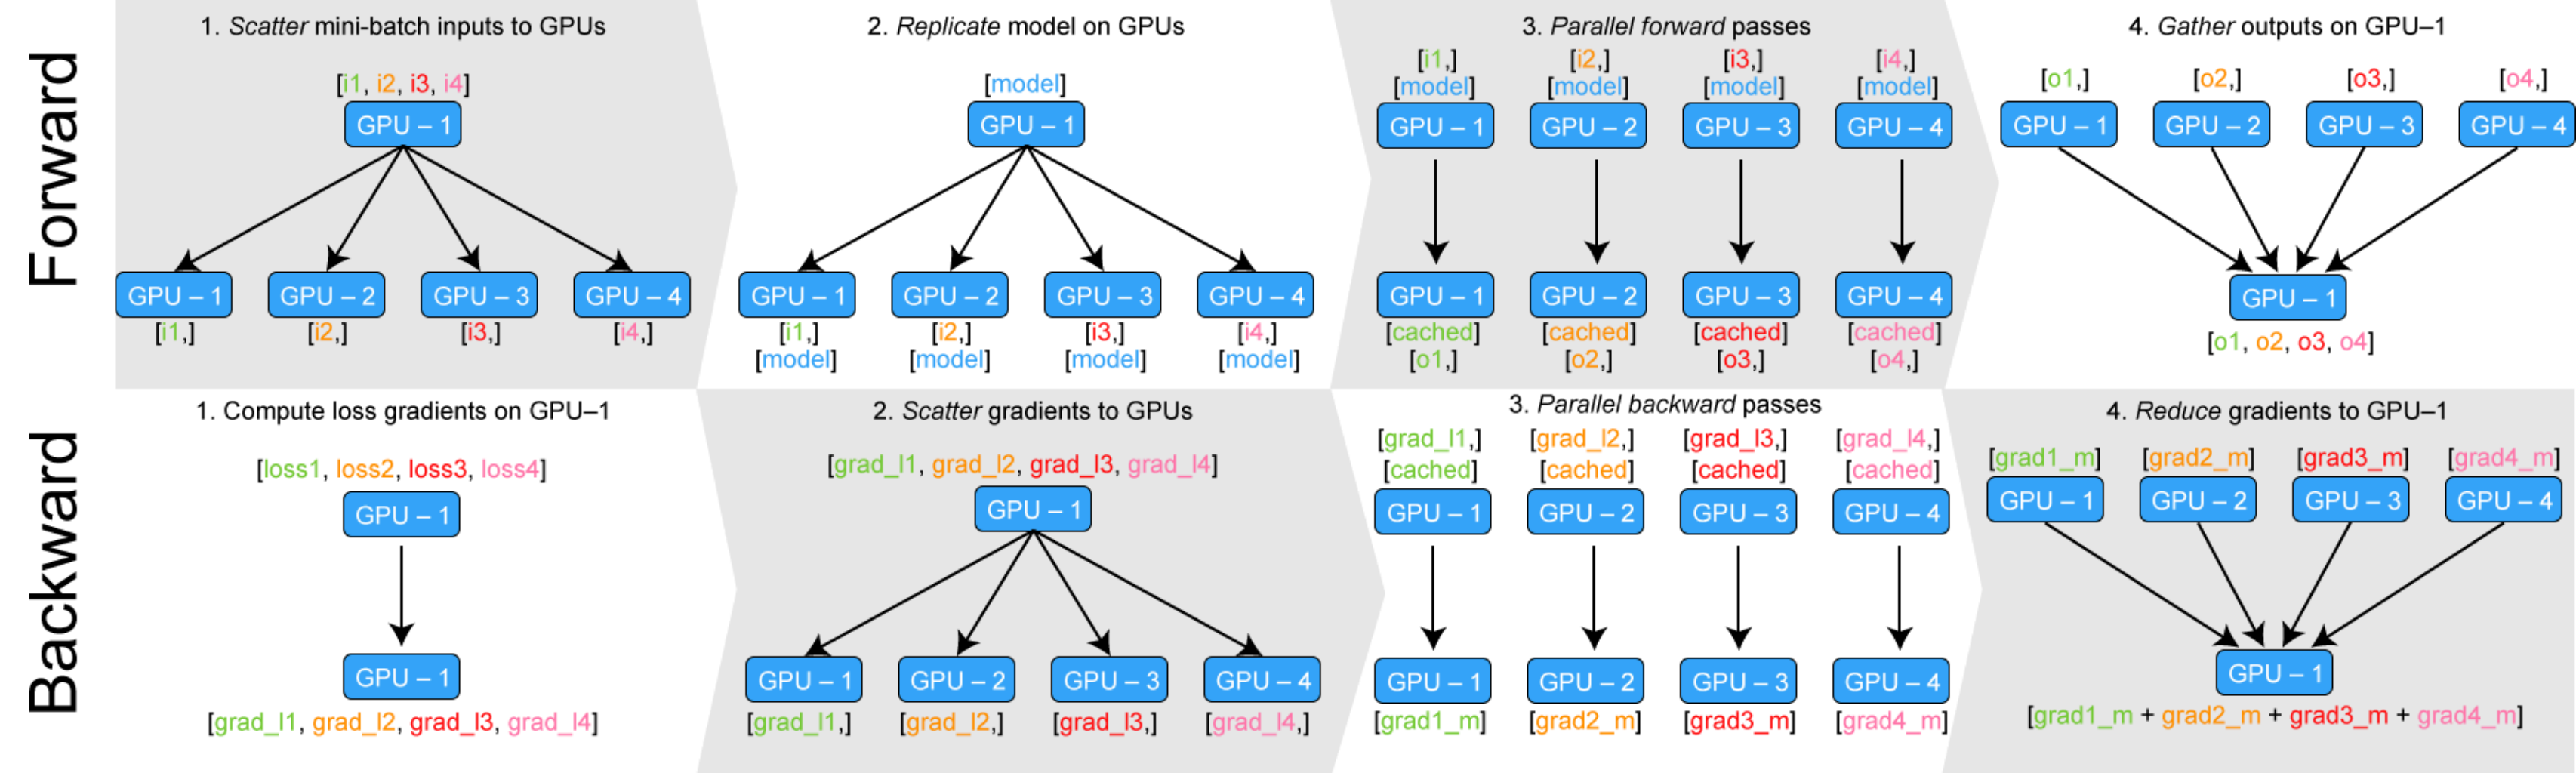 Forward
1. Scatter mini-batch inputs to GPUs
[i1, i2, i3, i4]
GPU – 1
GPU – 1 GPU – 2 GPU – 3 GPU – 4
[i1,] [i2,] [i3,] [i4,]
2. Replicate model on GPUs
[model]
GPU – 1
GPU – 1 GPU – 2 GPU – 3 GPU – 4
[i1,] [i2,] [i3,] [i4,]
[model] [model] [model] [model]
3. Parallel forward passes
[i1,] [i2,] [i3,] [i4,]
[model] [model] [model] [model]
GPU – 1 GPU – 2 GPU – 3 GPU – 4
GPU – 1 GPU – 2 GPU – 3 GPU – 4
[cached] [cached] [cached] [cached]
[o1,] [o2,] [o3,] [o4,]
4. Gather outputs on GPU–1
[o1,] [o2,] [o3,] [o4,]
GPU – 1 GPU – 2 GPU – 3 GPU – 4
GPU – 1
[o1, o2, o3, o4]
Backward
1. Compute loss gradients on GPU–1
[loss1, loss2, loss3, loss4]
GPU – 1
GPU – 1
[grad_l1, grad_l2, grad_l3, grad_l4]
2. Scatter gradients to GPUs
[grad_l1, grad_l2, grad_l3, grad_l4]
GPU – 1
GPU – 1 GPU – 2 GPU – 3 GPU – 4
[grad_l1,] [grad_l2,] [grad_l3,] [grad_l4,]
3. Parallel backward passes
[grad_l1,] [grad_l2,] [grad_l3,] [grad_l4,]
[cached] [cached] [cached] [cached]
GPU – 1 GPU – 2 GPU – 3 GPU – 4
GPU – 1 GPU – 2 GPU – 3 GPU – 4
[grad1_m] [grad2_m] [grad3_m] [grad4_m]
4. Reduce gradients to GPU–1
[grad1_m] [grad2_m] [grad3_m] [grad4_m]
GPU – 1 GPU – 2 GPU – 3 GPU – 4
GPU – 1
[grad1_m + grad2_m + grad3_m + grad4_m]